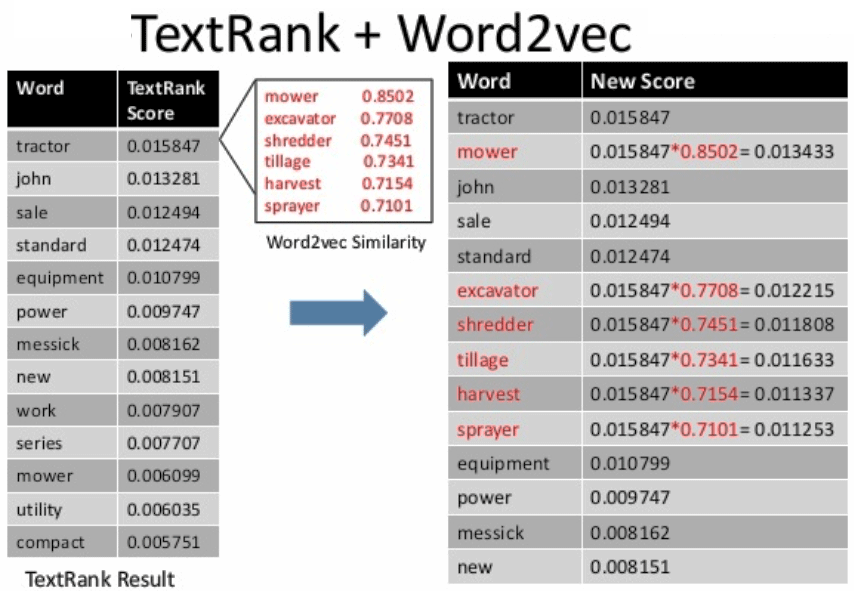 TextRank + Word2vec
Word TextRank Score
tractor 0.015847
john 0.013281
sale 0.012494
standard 0.012474
equipment 0.010799
power 0.009747
messick 0.008162
new 0.008151
work 0.007907
series 0.007707
mower 0.006099
utility 0.006035
compact 0.005751
TextRank Result
mower 0.8502
excavator 0.7708
shredder 0.7451
tillage 0.7341
harvest 0.7154
sprayer 0.7101
Word2vec Similarity
Word New Score
tractor 0.015847
mower 0.015847*0.8502= 0.013433
john 0.013281
sale 0.012494
standard 0.012474
excavator 0.015847*0.7708= 0.012215
shredder 0.015847*0.7451= 0.011808
tillage 0.015847*0.7341= 0.011633
harvest 0.015847*0.7154= 0.011337
sprayer 0.015847*0.7101= 0.011253
equipment 0.010799
power 0.009747
messick 0.008162
new 0.008151